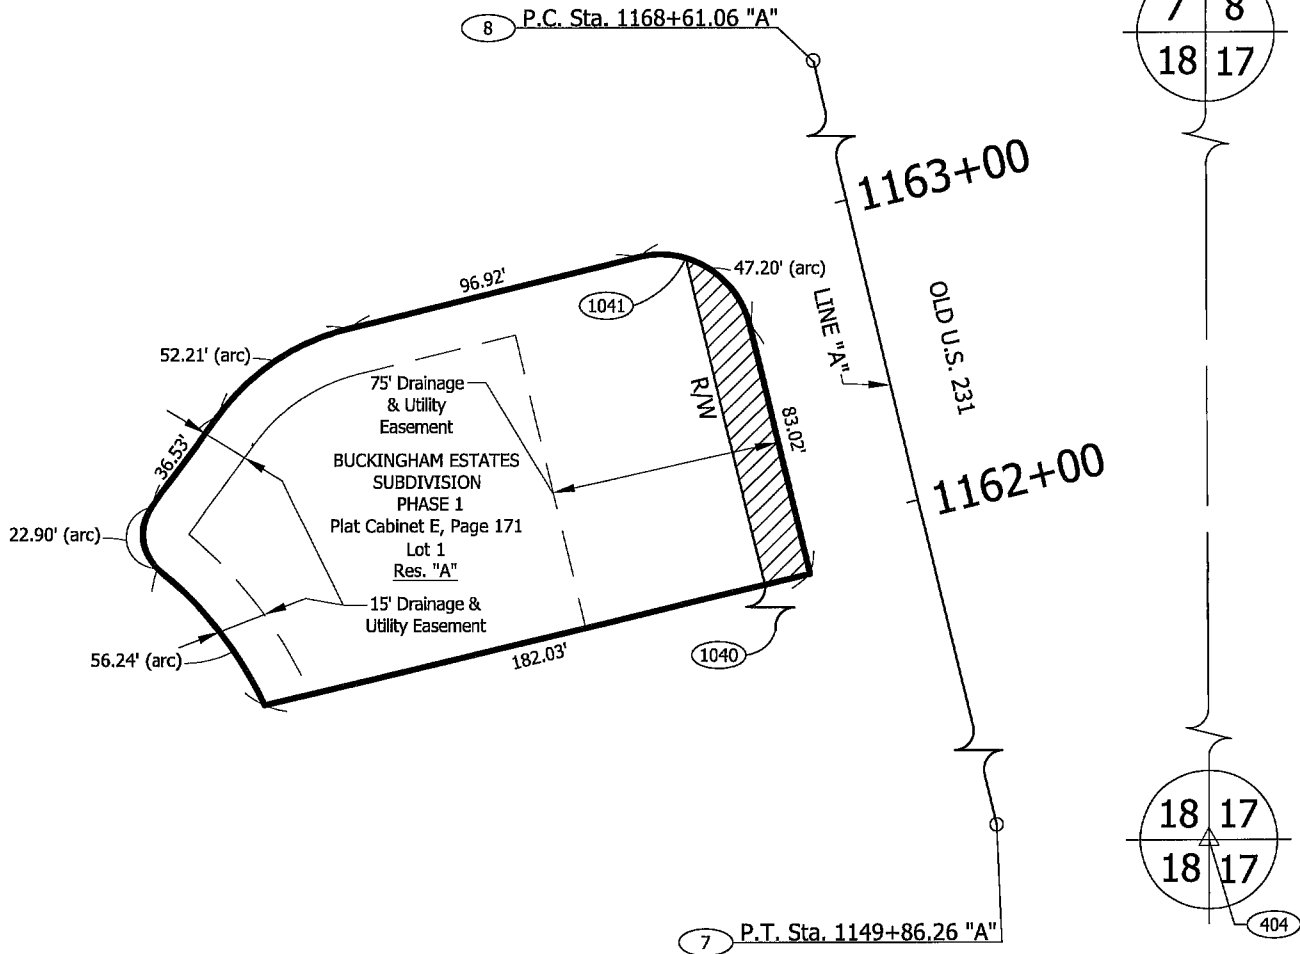 8 P.C. Sta. 1168+61.06 "A"
7 8
18 17
1163+00
47.20' (arc)
96.92'
1041
LINE "A"
OLD U.S. 231
52.21' (arc)
75' Drainage
& Utility
Easement
R/W
83.02'
36.53'
BUCKINGHAM ESTATES
SUBDIVISION
PHASE 1
Plat Cabinet E, Page 171
Lot 1
Res. "A"
1162+00
22.90' (arc)
15' Drainage &
Utility Easement
56.24' (arc)
182.03'
1040
18 17
18 17
404
7 P.T. Sta. 1149+86.26 "A"